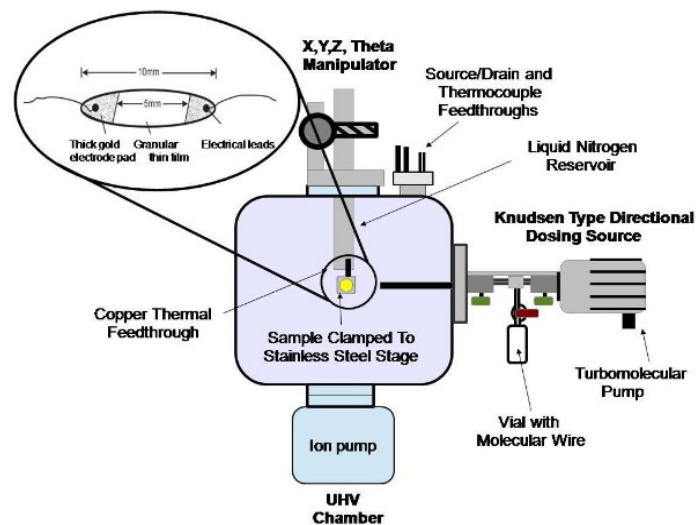 X,Y,Z, Theta
Manipulator
Source/Drain and
Thermocouple
Feedthroughs
10mm
5mm
Thick gold
electrode pad
Granular
thin film
Electrical leads
Liquid Nitrogen
Reservoir
Knudsen Type Directional
Dosing Source
Copper Thermal
Feedthrough
Sample Clamped To
Stainless Steel Stage
Turbomolecular
Pump
Vial with
Molecular Wire
Ion pump
UHV
Chamber